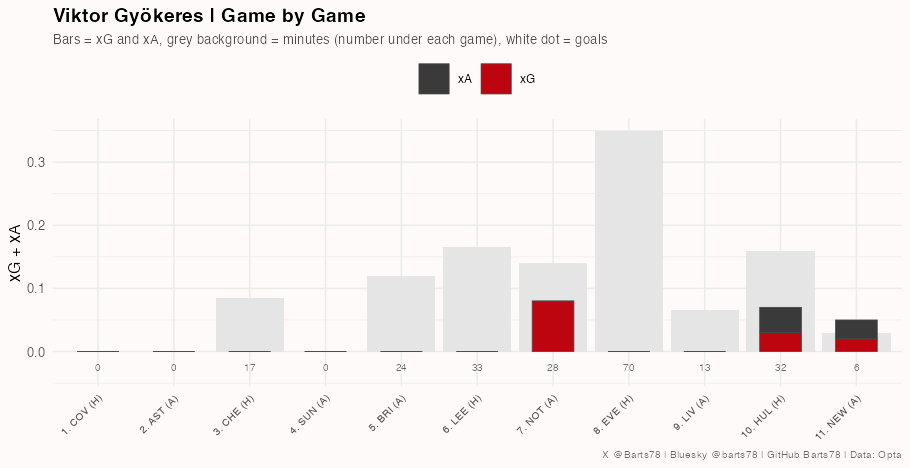 Viktor Gyökeres | Game by Game
Bars = xG and xA, grey background = minutes (number under each game), white dot = goals
xA xG
xG + xA
0.3
0.2
0.1
0.0
0 0 17 0 24 33 28 70 13 32 6
1. COV (H) 2. AST (A) 3. CHE (H) 4. SUN (A) 5. BRI (A) 6. LEE (H) 7. NOT (A) 8. EVE (H) 9. LIV (A) 10. HUL (H) 11. NEW (A)
X @Barts78 | Bluesky @barts78 | GitHub Barts78 | Data: Opta